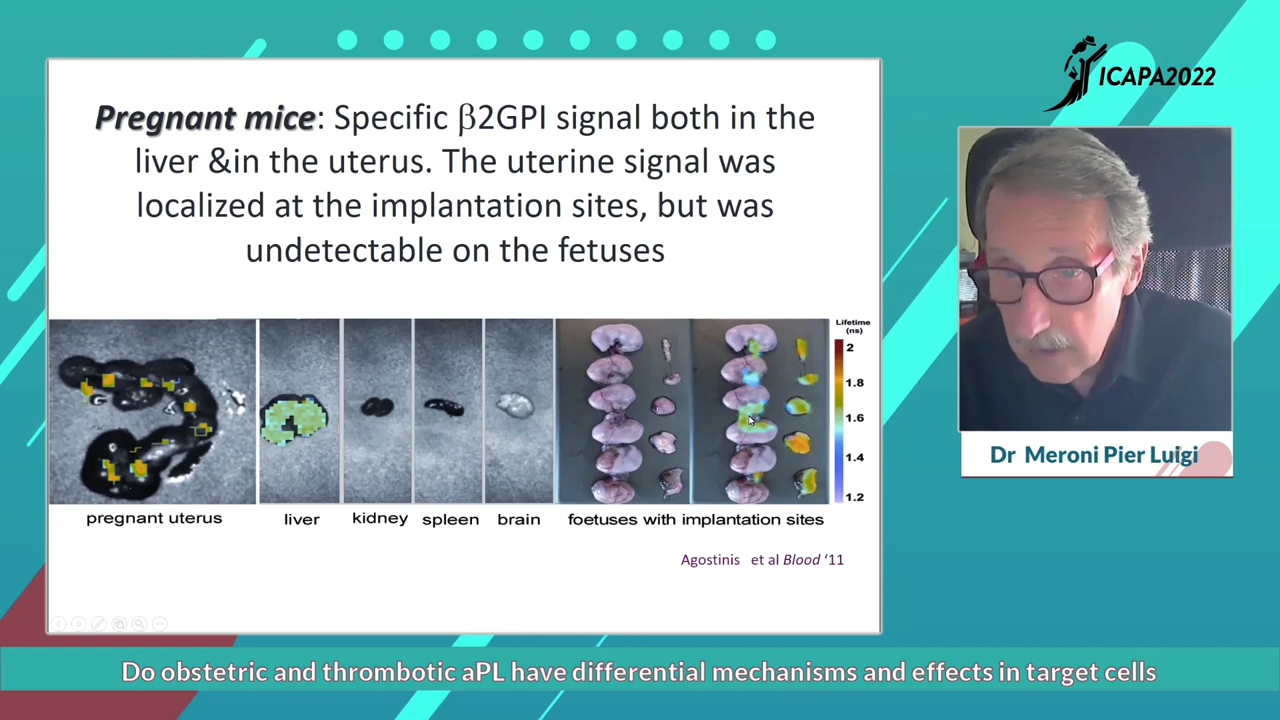 ICAPA2022
Pregnant mice: Specific β2GPI signal both in the
liver &in the uterus. The uterine signal was
localized at the implantation sites, but was
undetectable on the fetuses
Lifetime
(ns)
2
1.8
1.6
1.4
1.2
pregnant uterus
liver
kidney
spleen
brain
foetuses with implantation sites
Agostinis et al Blood ‘11
Dr Meroni Pier Luigi
Do obstetric and thrombotic aPL have differential mechanisms and effects in target cells